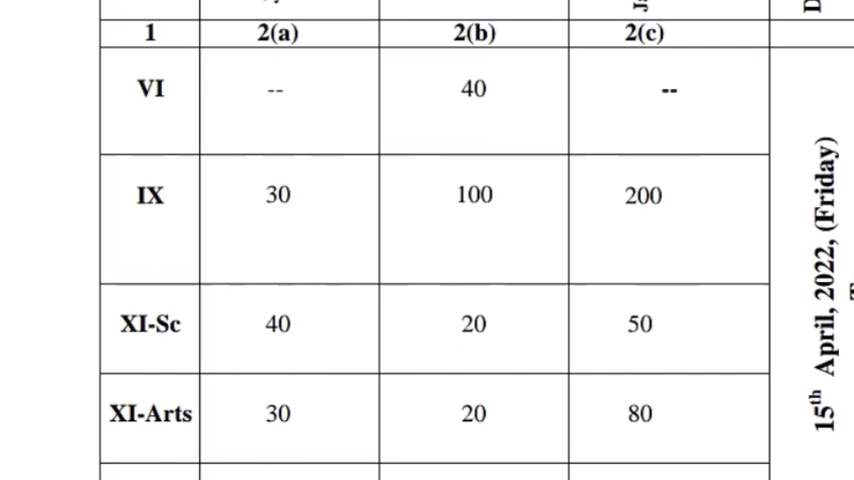 1 2(a) 2(b) 2(c)
VI -- 40 --
IX 30 100 200
XI-Sc 40 20 50
XI-Arts 30 20 80
15th April, 2022, (Friday)